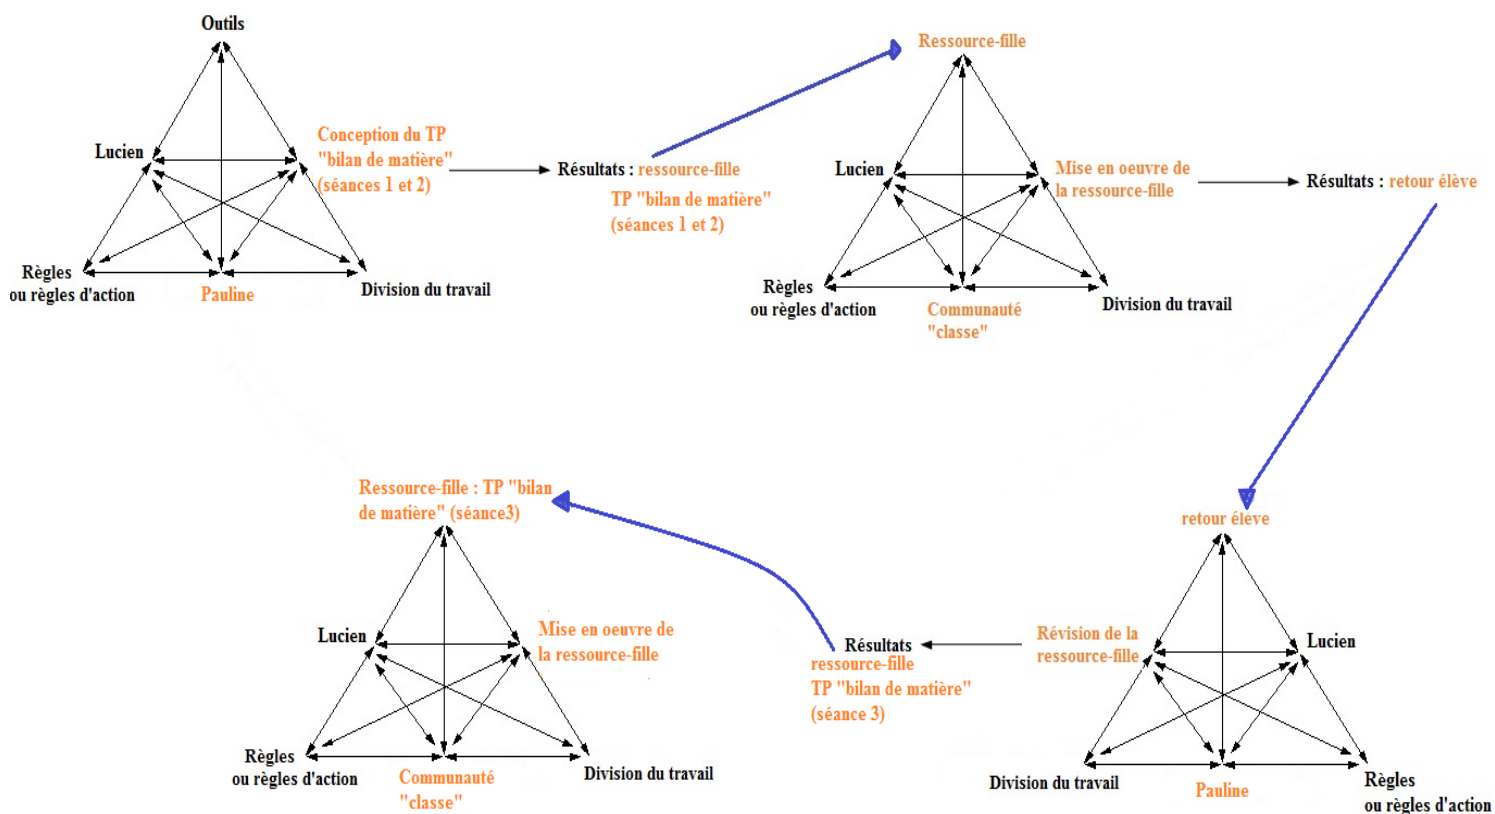 Outils
Lucien
Conception du TP
"bilan de matière"
(séances 1 et 2)
Résultats : ressource-fille
TP "bilan de matière"
(séances 1 et 2)
Règles
ou règles d'action
Pauline
Division du travail
Ressource-fille
Lucien
Mise en oeuvre de
la ressource-fille
Résultats : retour élève
Règles
ou règles d'action
Communauté
"classe"
Division du travail
retour élève
Révision de la
ressource-fille
Lucien
Résultats
ressource-fille
TP "bilan de matière"
(séance 3)
Division du travail
Pauline
Règles
ou règles d'action
Ressource-fille : TP "bilan
de matière" (séance3)
Lucien
Mise en oeuvre de
la ressource-fille
Règles
ou règles d'action
Communauté
"classe"
Division du travail